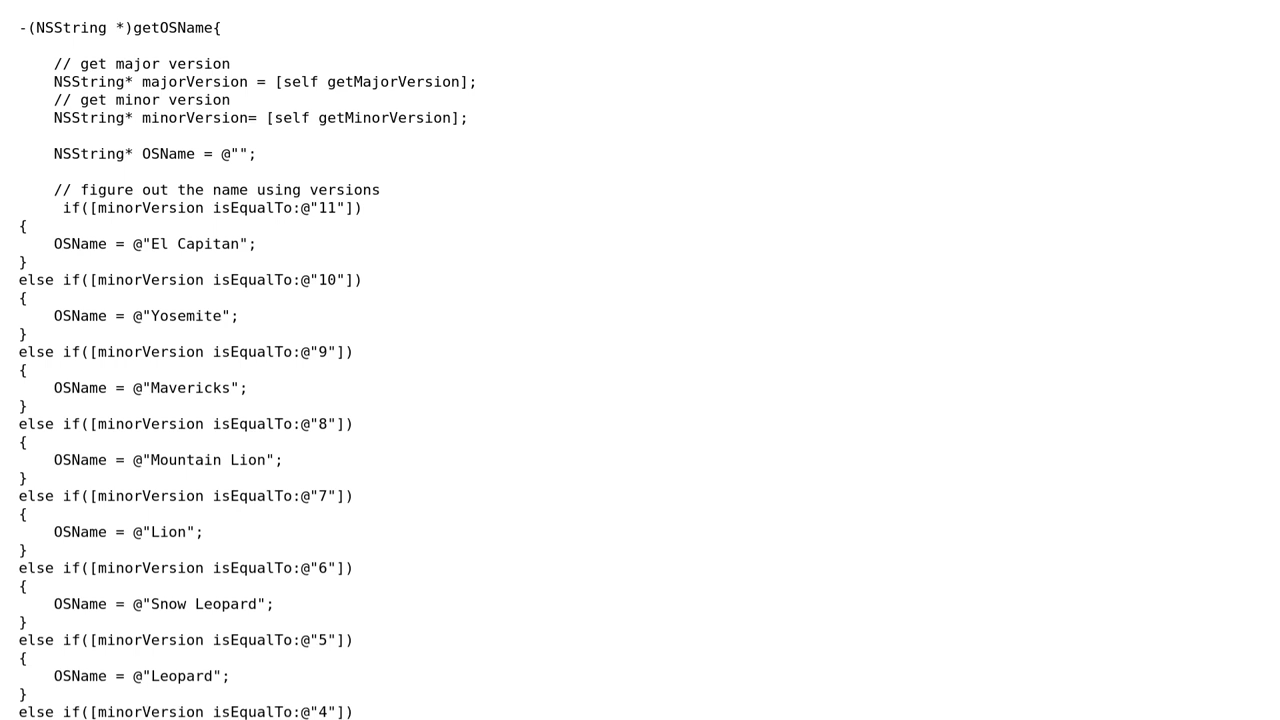 -(NSString *)getOSName{

    // get major version
    NSString* majorVersion = [self getMajorVersion];
    // get minor version
    NSString* minorVersion= [self getMinorVersion];

    NSString* OSName = @"";

    // figure out the name using versions
     if([minorVersion isEqualTo:@"11"])
{
    OSName = @"El Capitan";
}
else if([minorVersion isEqualTo:@"10"])
{
    OSName = @"Yosemite";
}
else if([minorVersion isEqualTo:@"9"])
{
    OSName = @"Mavericks";
}
else if([minorVersion isEqualTo:@"8"])
{
    OSName = @"Mountain Lion";
}
else if([minorVersion isEqualTo:@"7"])
{
    OSName = @"Lion";
}
else if([minorVersion isEqualTo:@"6"])
{
    OSName = @"Snow Leopard";
}
else if([minorVersion isEqualTo:@"5"])
{
    OSName = @"Leopard";
}
else if([minorVersion isEqualTo:@"4"])